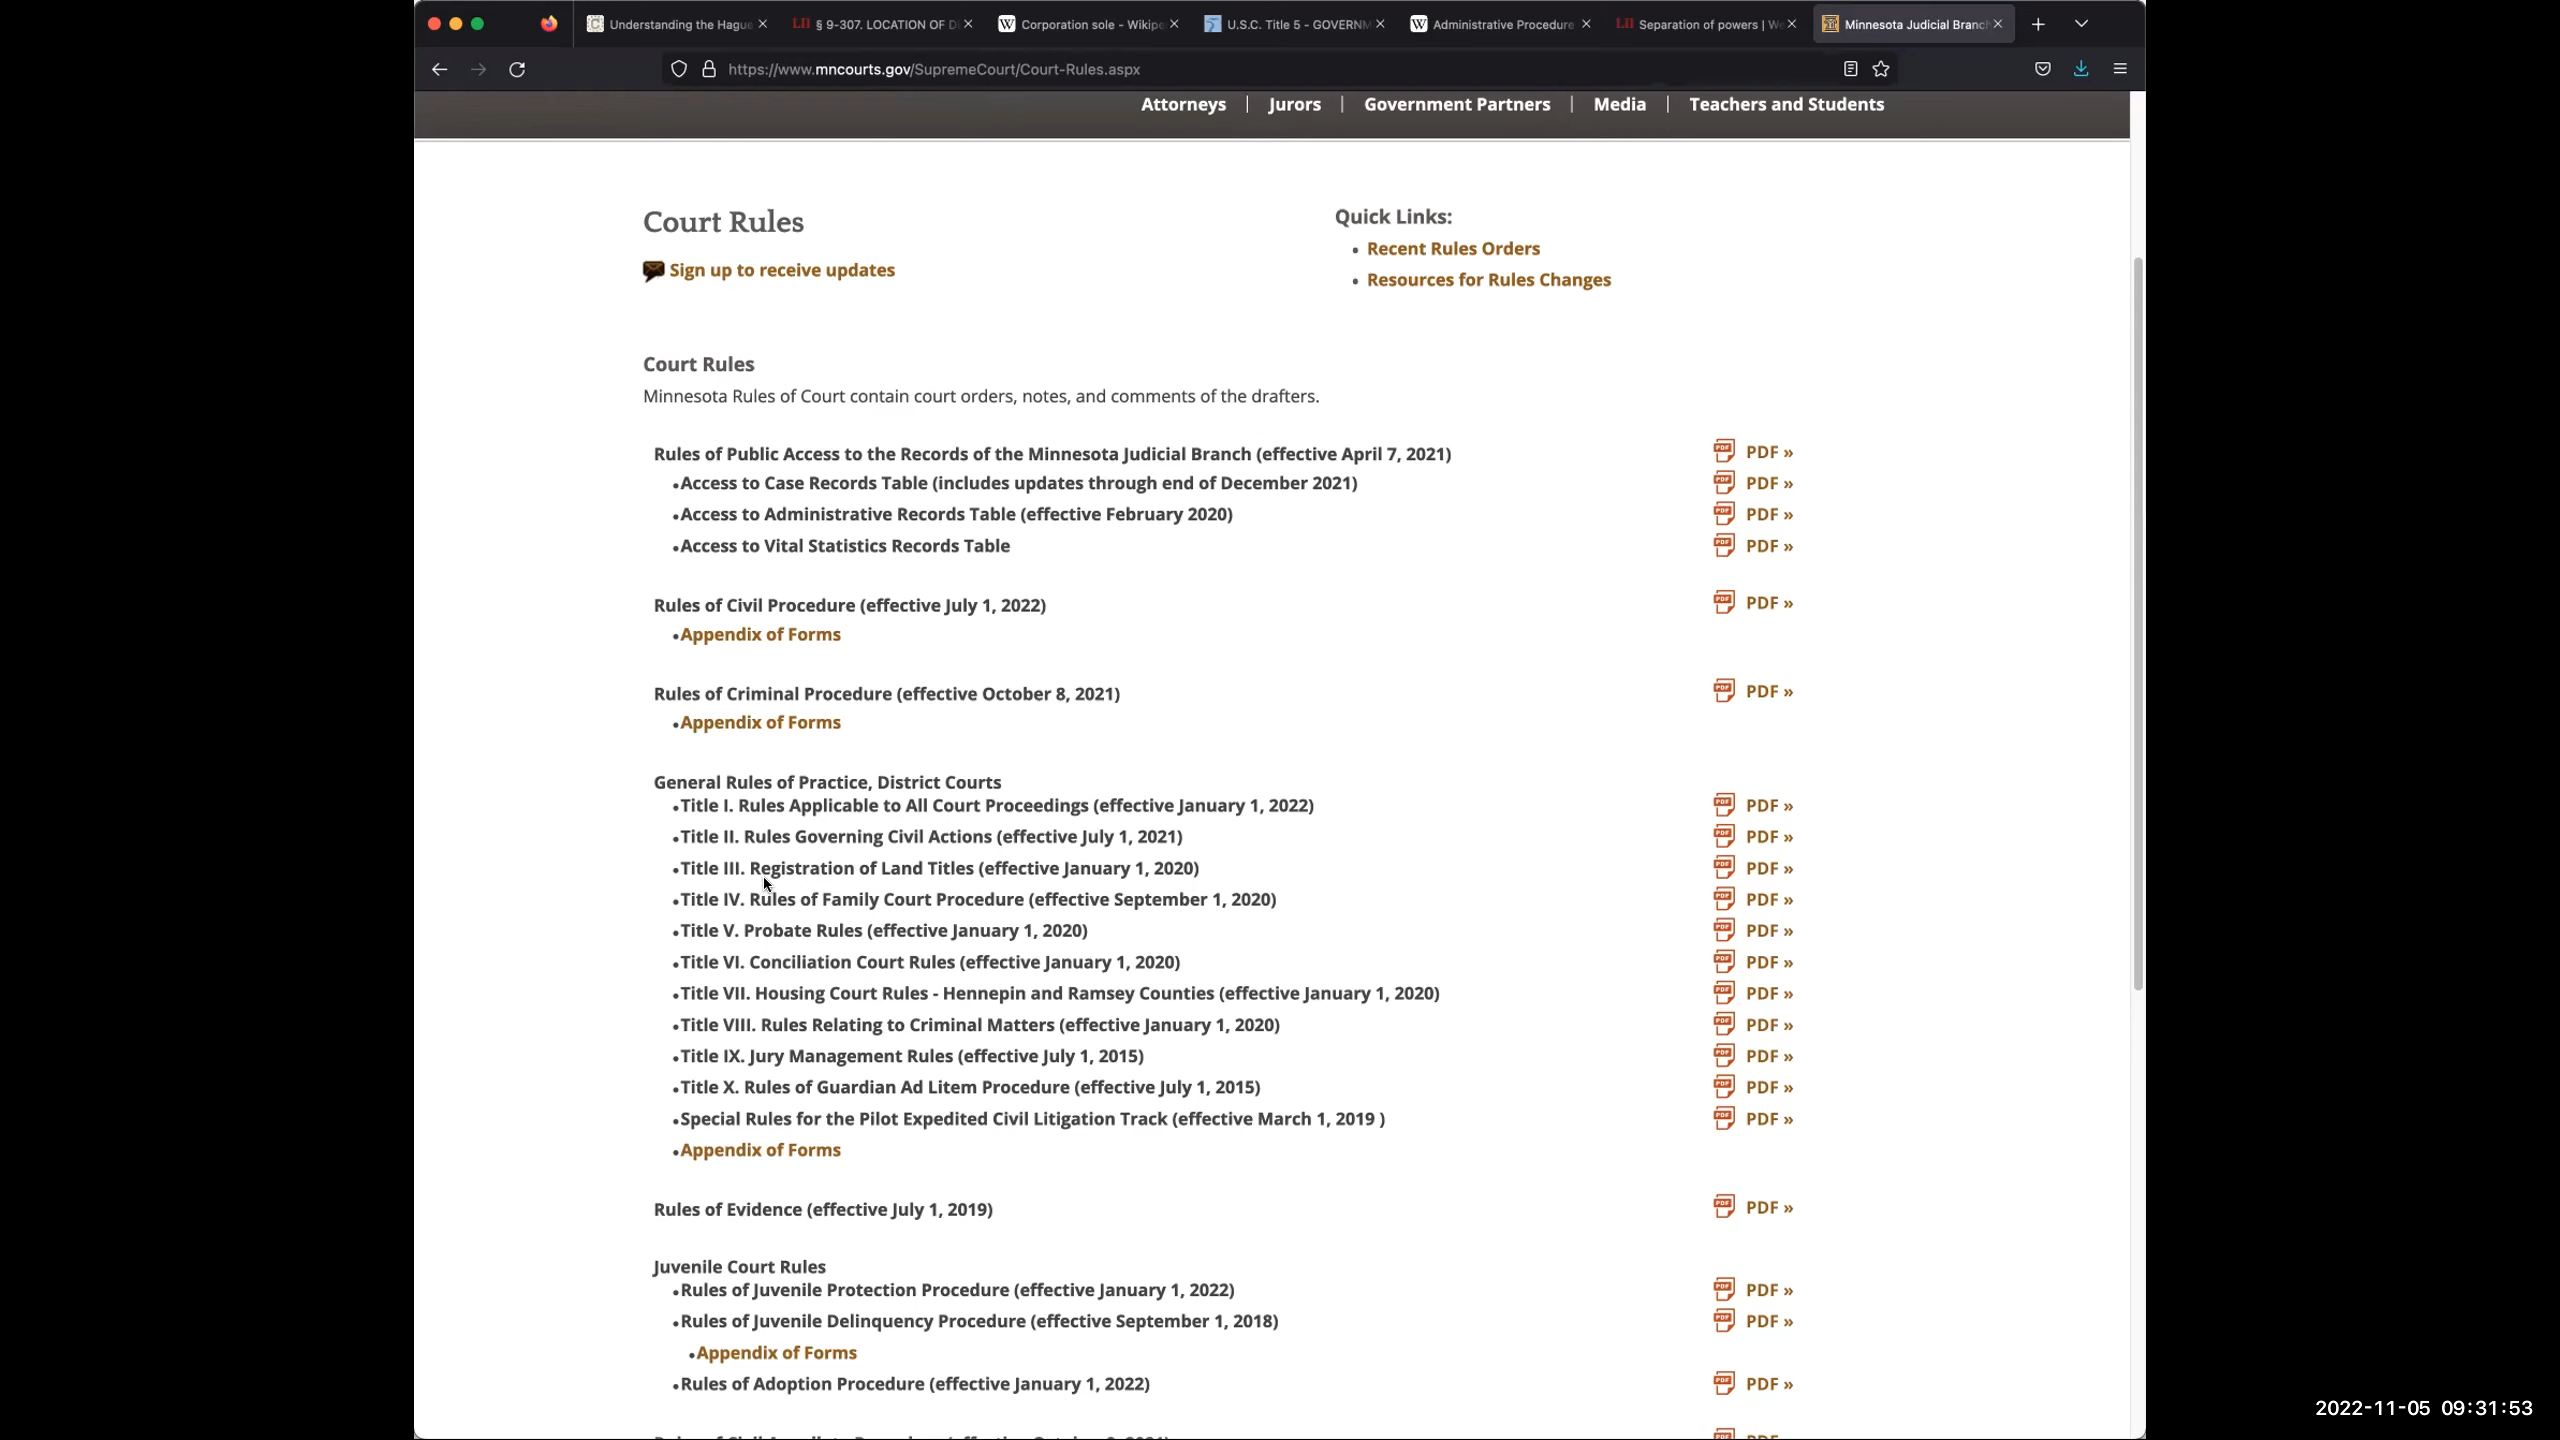 Understanding the Hague
§ 9-307. LOCATION OF D
Corporation sole - Wikipe
U.S.C. Title 5 - GOVERNM
Administrative Procedure
Separation of powers | We
Minnesota Judicial Branc
https://www.mncourts.gov/SupremeCourt/Court-Rules.aspx
Attorneys | Jurors | Government Partners | Media | Teachers and Students
Court Rules
Sign up to receive updates
Quick Links:
• Recent Rules Orders
• Resources for Rules Changes
Court Rules
Minnesota Rules of Court contain court orders, notes, and comments of the drafters.
Rules of Public Access to the Records of the Minnesota Judicial Branch (effective April 7, 2021) PDF »
•Access to Case Records Table (includes updates through end of December 2021) PDF »
•Access to Administrative Records Table (effective February 2020) PDF »
•Access to Vital Statistics Records Table PDF »
Rules of Civil Procedure (effective July 1, 2022) PDF »
•Appendix of Forms
Rules of Criminal Procedure (effective October 8, 2021) PDF »
•Appendix of Forms
General Rules of Practice, District Courts
•Title I. Rules Applicable to All Court Proceedings (effective January 1, 2022) PDF »
•Title II. Rules Governing Civil Actions (effective July 1, 2021) PDF »
•Title III. Registration of Land Titles (effective January 1, 2020) PDF »
•Title IV. Rules of Family Court Procedure (effective September 1, 2020) PDF »
•Title V. Probate Rules (effective January 1, 2020) PDF »
•Title VI. Conciliation Court Rules (effective January 1, 2020) PDF »
•Title VII. Housing Court Rules - Hennepin and Ramsey Counties (effective January 1, 2020) PDF »
•Title VIII. Rules Relating to Criminal Matters (effective January 1, 2020) PDF »
•Title IX. Jury Management Rules (effective July 1, 2015) PDF »
•Title X. Rules of Guardian Ad Litem Procedure (effective July 1, 2015) PDF »
•Special Rules for the Pilot Expedited Civil Litigation Track (effective March 1, 2019 ) PDF »
•Appendix of Forms
Rules of Evidence (effective July 1, 2019) PDF »
Juvenile Court Rules
•Rules of Juvenile Protection Procedure (effective January 1, 2022) PDF »
•Rules of Juvenile Delinquency Procedure (effective September 1, 2018) PDF »
•Appendix of Forms
•Rules of Adoption Procedure (effective January 1, 2022) PDF »
2022-11-05 09:31:53